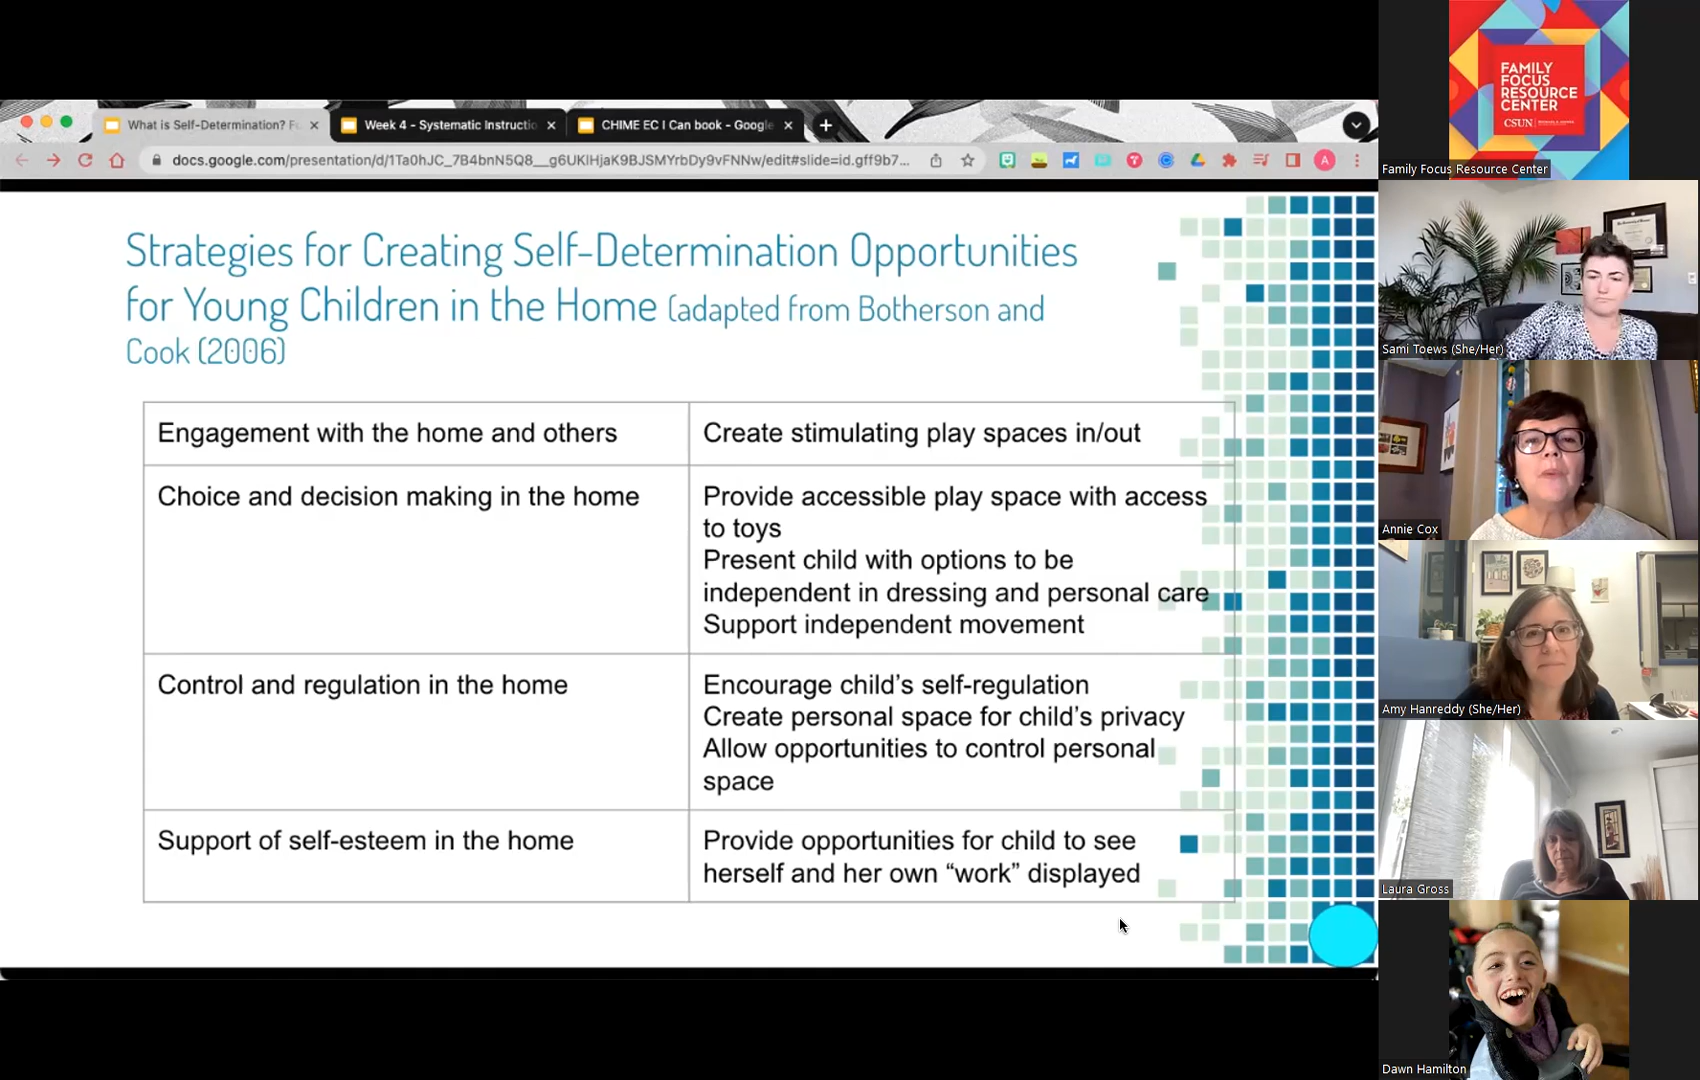 What is Self-Determination? Fo
Week 4 - Systematic Instructio
CHIME EC I Can book - Google
docs.google.com/presentation/d/1Ta0hJC_7B4bnN5Q8__g6UKlHjaK9BJSMYrbDy9vFNNw/edit#slide=id.gff9b7...
A
Strategies for Creating Self-Determination Opportunities
for Young Children in the Home (adapted from Botherson and
Cook (2006)
Engagement with the home and others
Create stimulating play spaces in/out
Choice and decision making in the home
Provide accessible play space with access
to toys
Present child with options to be
independent in dressing and personal care
Support independent movement
Control and regulation in the home
Encourage child's self-regulation
Create personal space for child's privacy
Allow opportunities to control personal
space
Support of self-esteem in the home
Provide opportunities for child to see
herself and her own “work” displayed
FAMILY
FOCUS
RESOURCE
CENTER
CSUN
Family Focus Resource Center
Sami Toews (She/Her)
Annie Cox
Amy Hanreddy (She/Her)
Laura Gross
Dawn Hamilton